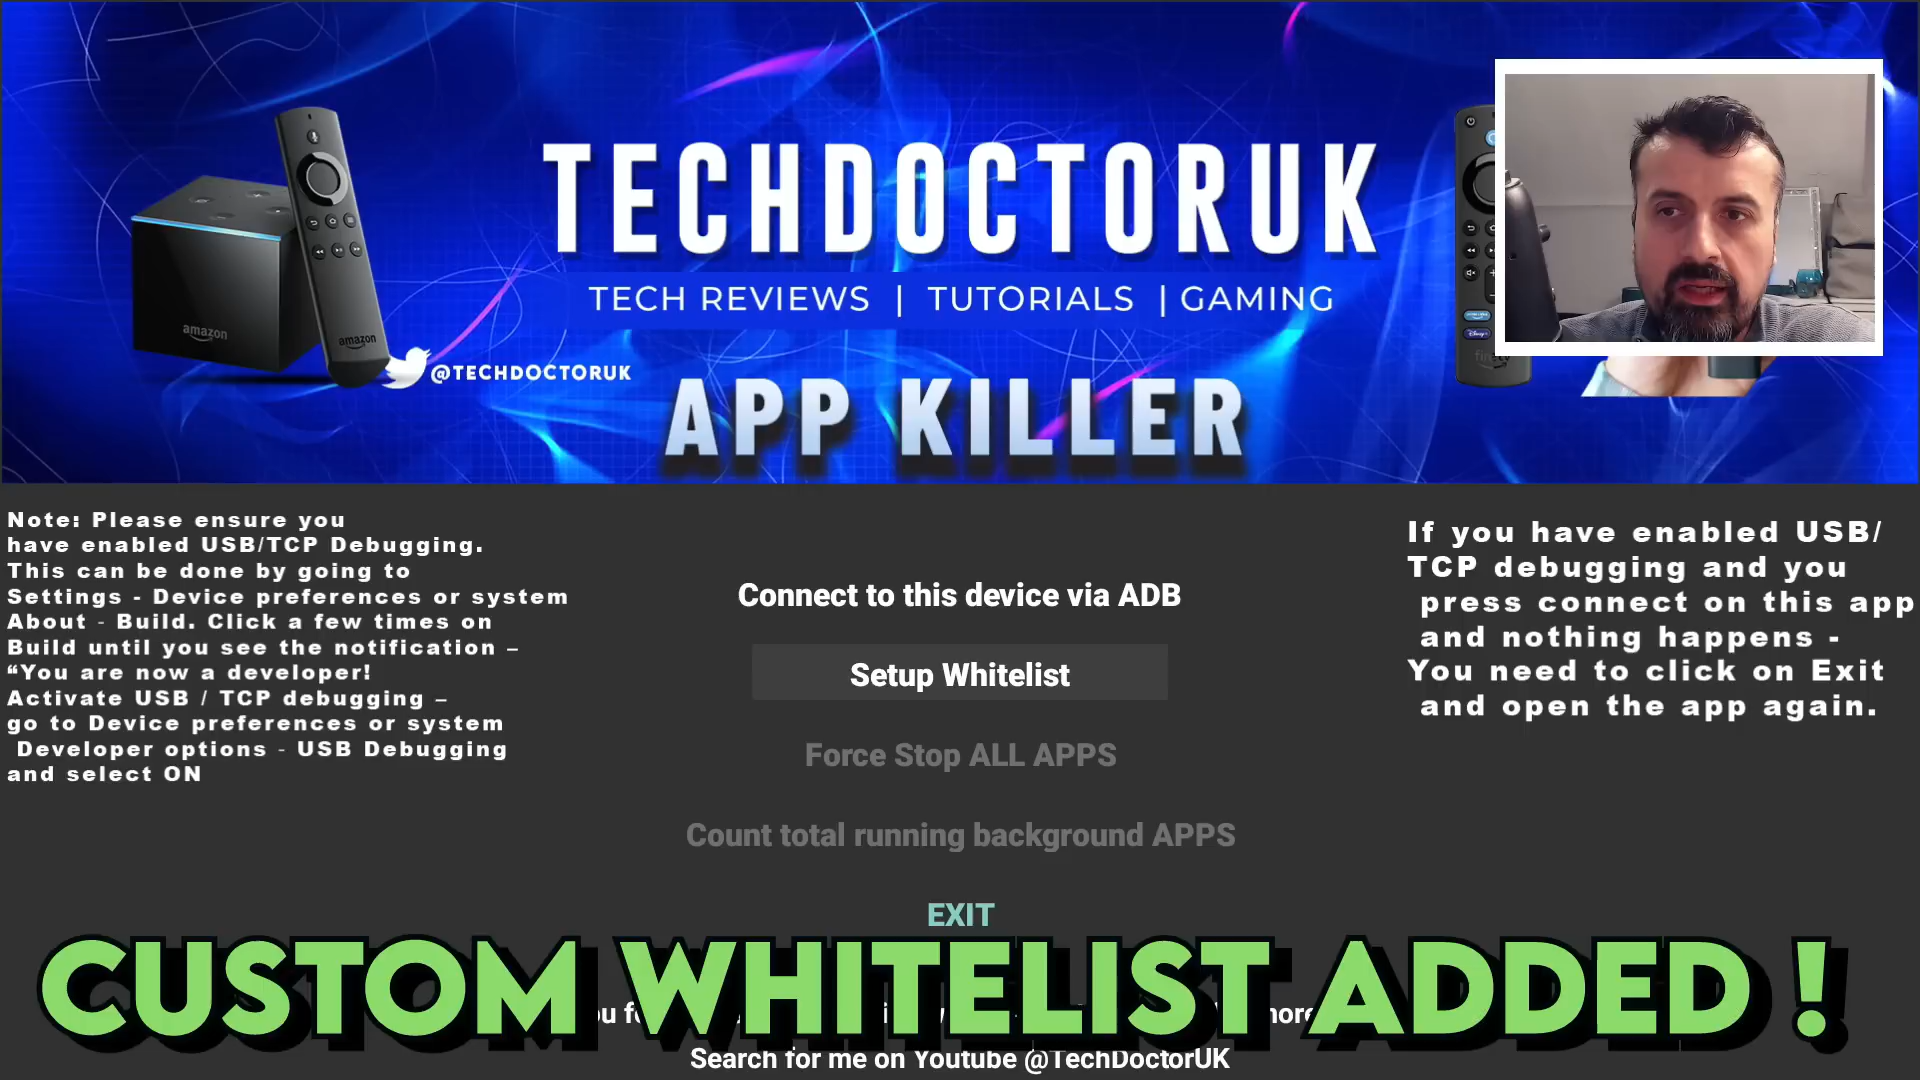 TECHDOCTORUK
TECH REVIEWS | TUTORIALS | GAMING
amazon
amazon
@TECHDOCTORUK
APP KILLER
Note: Please ensure you
have enabled USB/TCP Debugging.
This can be done by going to
Settings - Device preferences or system
About - Build. Click a few times on
Build until you see the notification –
“You are now a developer!
Activate USB / TCP debugging –
go to Device preferences or system
Developer options - USB Debugging
and select ON
Connect to this device via ADB
Setup Whitelist
Force Stop ALL APPS
Count total running background APPS
EXIT
If you have enabled USB/
TCP debugging and you
press connect on this app
and nothing happens -
You need to click on Exit
and open the app again.
CUSTOM WHITELIST ADDED !
Search for me on Youtube @TechDoctorUK